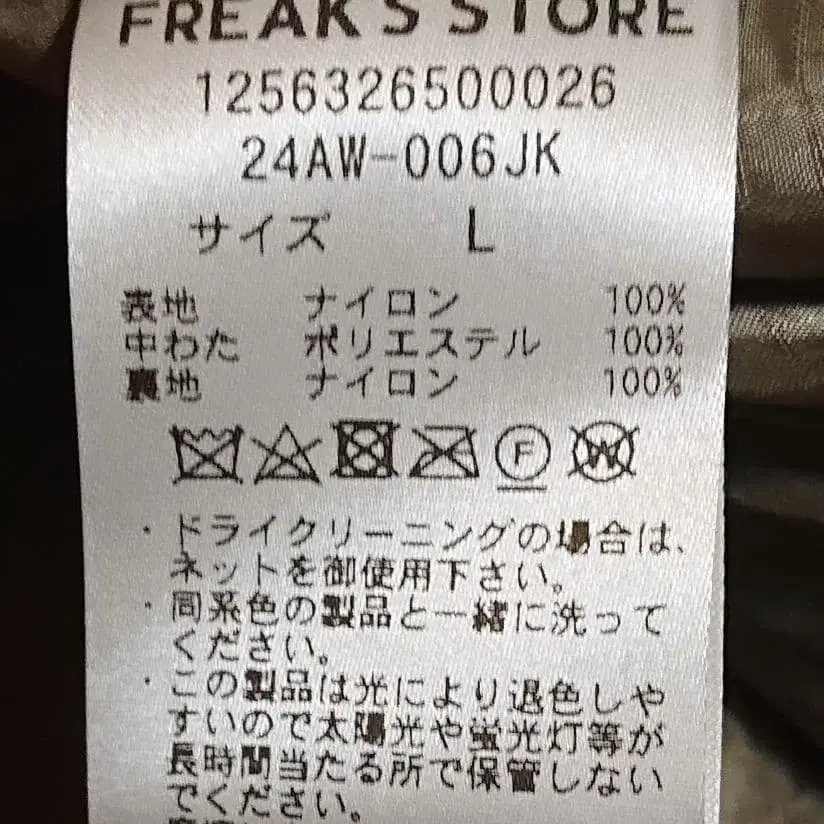 FREAK'S STORE
1256326500026
24AW-006JK
サイズ L
表地 ナイロン 100%
中わた ポリエステル 100%
裏地 ナイロン 100%
F W
・ドライクリーニングの場合は、
ネットを御使用下さい。
・同系色の製品と一緒に洗って
ください。
・この製品は光により退色しや
すいので太陽光や蛍光灯等が
長時間当たる所で保管しない
でください。